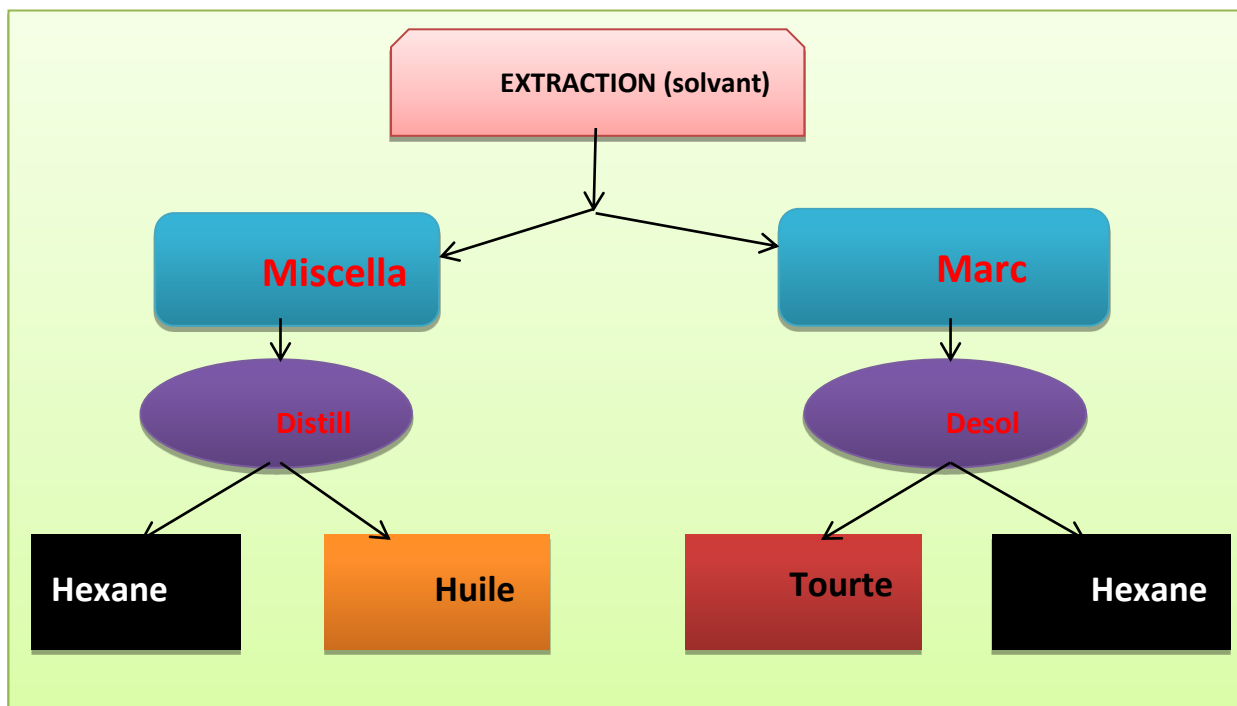 EXTRACTION (solvant)
Miscella
Marc
Distill
Desol
Hexane
Huile
Tourte
Hexane